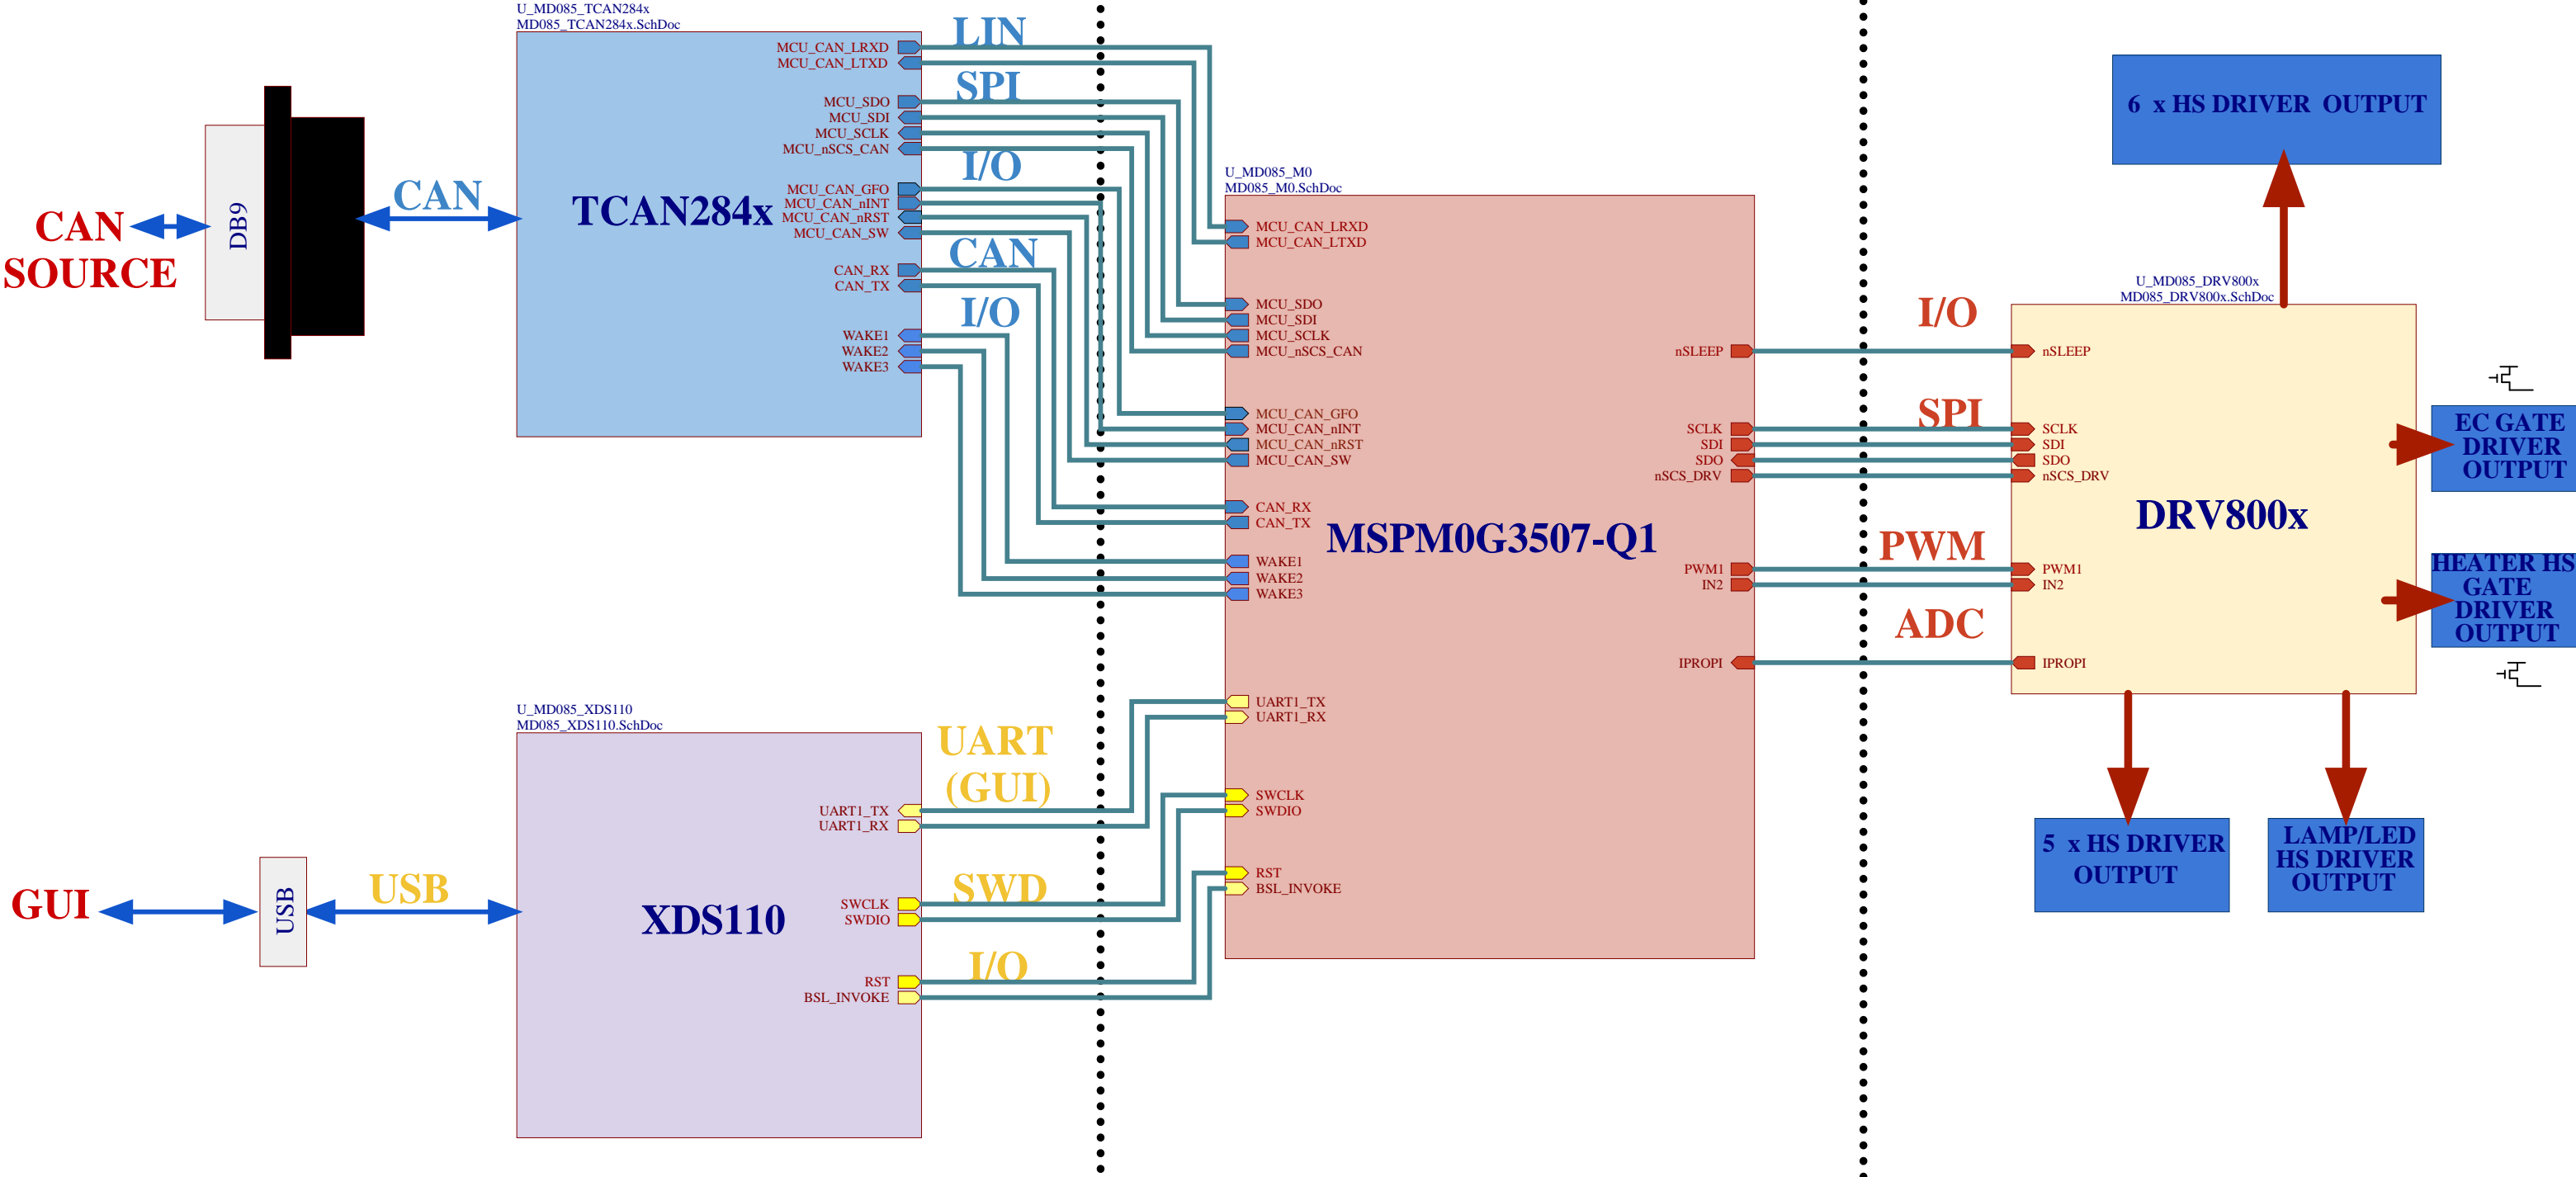 U_MD085_TCAN284x
MD085_TCAN284x.SchDoc
MCU_CAN_LRXD
MCU_CAN_LTXD
MCU_SDO
MCU_SDI
MCU_SCLK
MCU_nSCS_CAN
MCU_CAN_GFO
MCU_CAN_nINT
MCU_CAN_nRST
MCU_CAN_SW
CAN_RX
CAN_TX
WAKE1
WAKE2
WAKE3
TCAN284x
CAN
SOURCE
DB9
CAN
LIN
SPI
I/O
CAN
I/O
U_MD085_M0
MD085_M0.SchDoc
MCU_CAN_LRXD
MCU_CAN_LTXD
MCU_SDO
MCU_SDI
MCU_SCLK
MCU_nSCS_CAN
MCU_CAN_GFO
MCU_CAN_nINT
MCU_CAN_nRST
MCU_CAN_SW
CAN_RX
CAN_TX
WAKE1
WAKE2
WAKE3
UART1_TX
UART1_RX
SWCLK
SWDIO
RST
BSL_INVOKE
MSPM0G3507-Q1
nSLEEP
SCLK
SDI
SDO
nSCS_DRV
PWM1
IN2
IPROPI
I/O
SPI
PWM
ADC
U_MD085_DRV800x
MD085_DRV800x.SchDoc
nSLEEP
SCLK
SDI
SDO
nSCS_DRV
PWM1
IN2
IPROPI
DRV800x
6 x HS DRIVER OUTPUT
EC GATE
DRIVER
OUTPUT
HEATER HS
GATE
DRIVER
OUTPUT
5 x HS DRIVER
OUTPUT
LAMP/LED
HS DRIVER
OUTPUT
U_MD085_XDS110
MD085_XDS110.SchDoc
UART1_TX
UART1_RX
SWCLK
SWDIO
RST
BSL_INVOKE
XDS110
GUI
USB
USB
UART
(GUI)
SWD
I/O